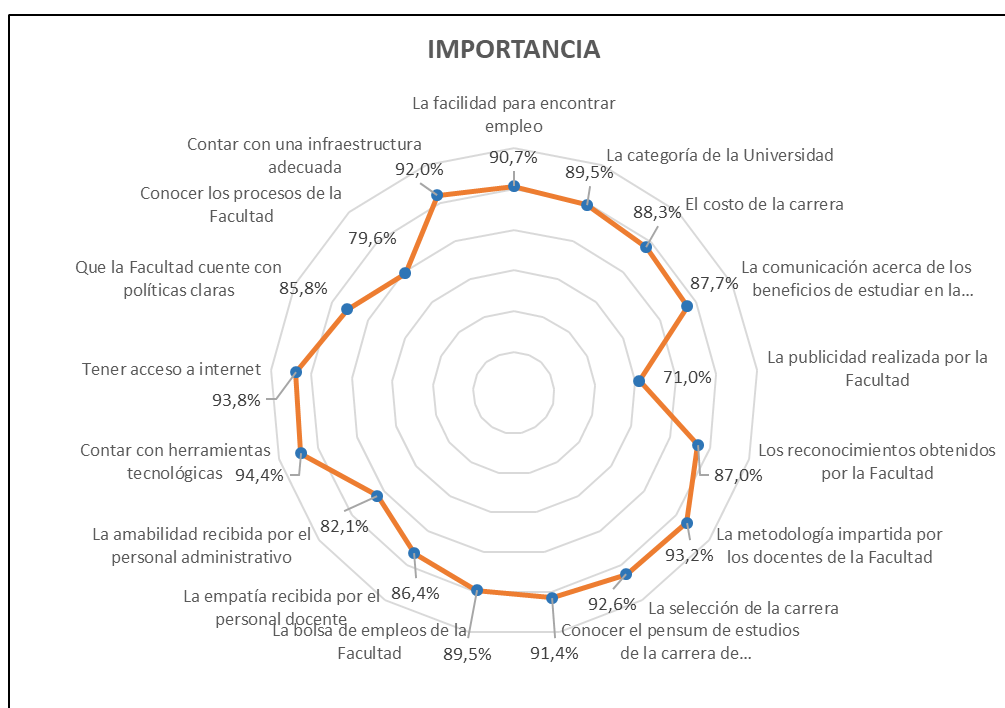 IMPORTANCIA
La facilidad para encontrar
empleo
90,7%
La categoría de la Universidad
89,5%
El costo de la carrera
88,3%
La comunicación acerca de los
beneficios de estudiar en la...
87,7%
La publicidad realizada por la
Facultad
71,0%
Los reconocimientos obtenidos
por la Facultad
87,0%
La metodología impartida por
los docentes de la Facultad
93,2%
La selección de la carrera
92,6%
Conocer el pensum de estudios
de la carrera de...
91,4%
La bolsa de empleos de la
Facultad
89,5%
La empatía recibida por el
personal docente
86,4%
La amabilidad recibida por el
personal administrativo
82,1%
Contar con herramientas
tecnológicas
94,4%
Tener acceso a internet
93,8%
Que la Facultad cuente con
políticas claras
85,8%
Conocer los procesos de la
Facultad
79,6%
Contar con una infraestructura
adecuada
92,0%